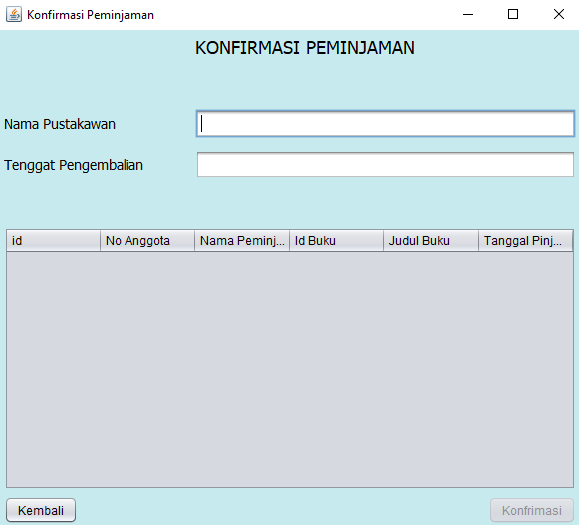 Konfirmasi Peminjaman
KONFIRMASI PEMINJAMAN
Nama Pustakawan
Tenggat Pengembalian
id No Anggota Nama Peminj... Id Buku Judul Buku Tanggal Pinj...
Kembali Konfrimasi